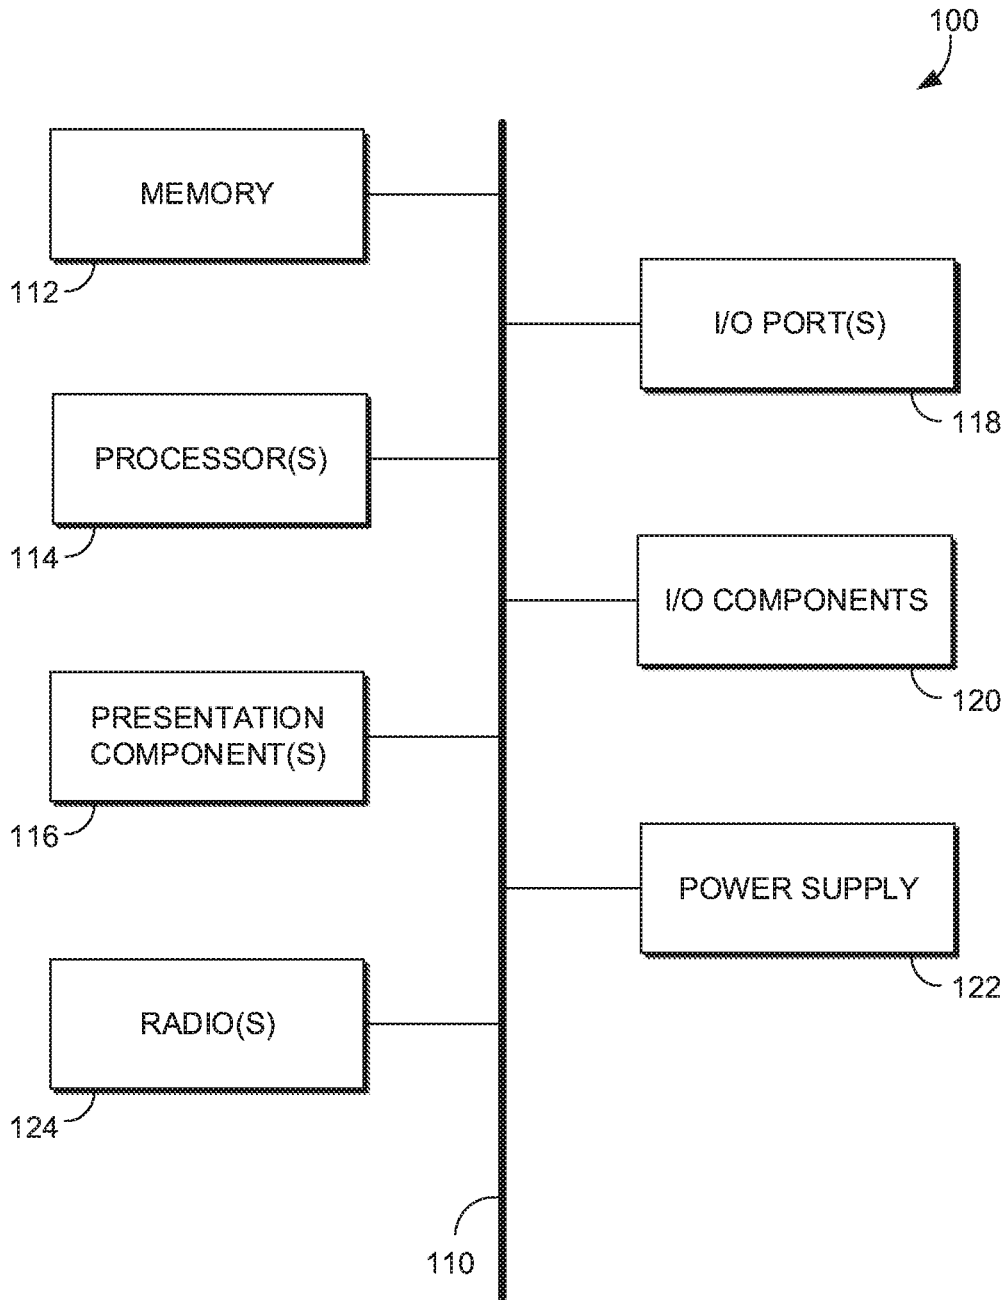 100
MEMORY
112
I/O PORT(S)
118
PROCESSOR(S)
114
I/O COMPONENTS
120
PRESENTATION
COMPONENT(S)
116
POWER SUPPLY
122
RADIO(S)
124
110